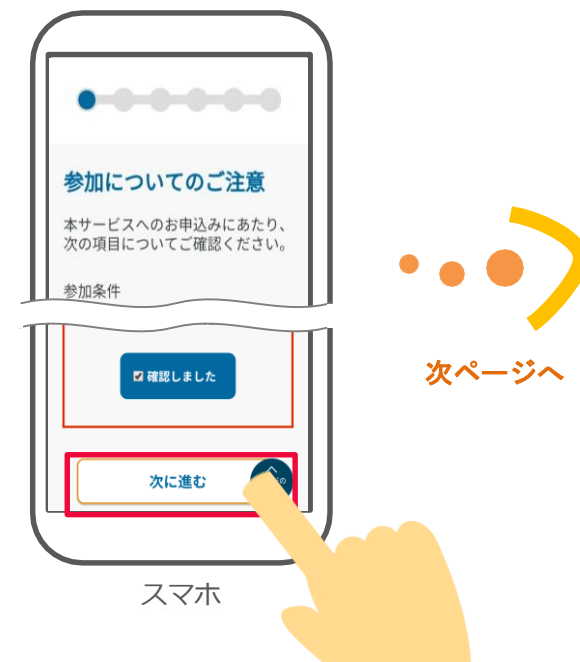 参加についてのご注意
本サービスへのお申込みにあたり、
次の項目についてご確認ください。
参加条件
確認しました
次に進む
スマホ
次ページへ